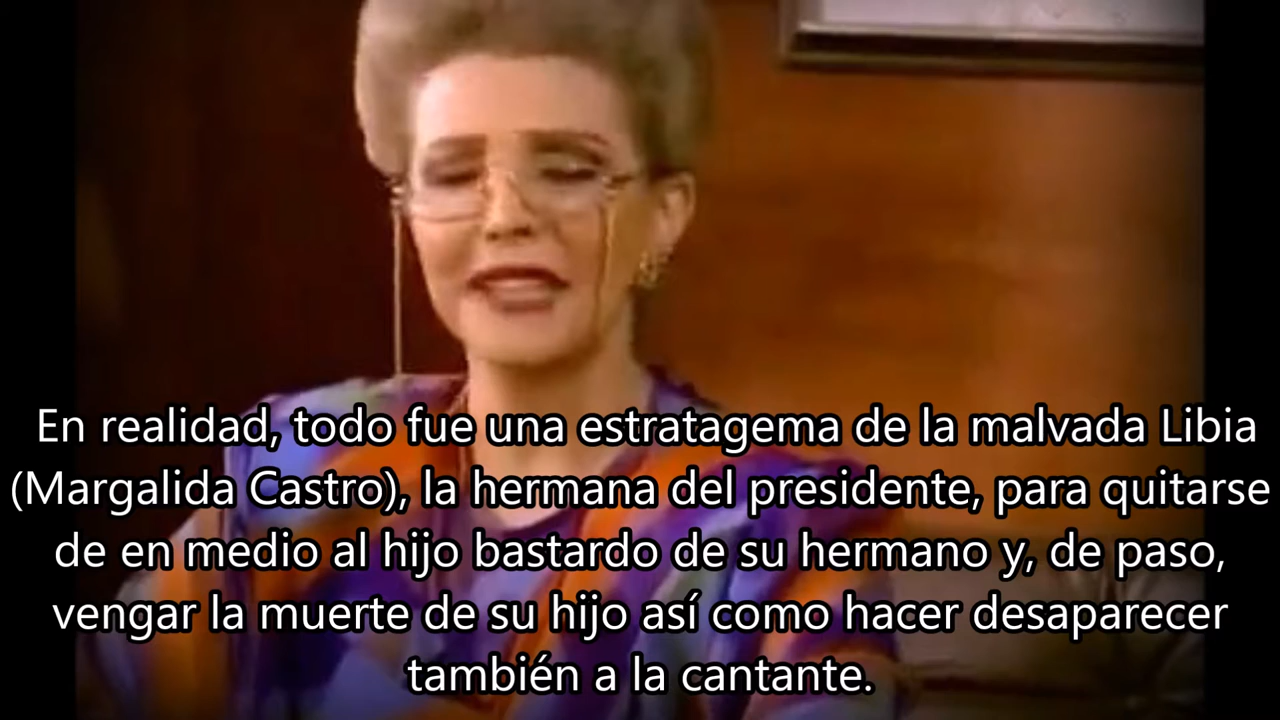 En realidad, todo fue una estratagema de la malvada Libia
(Margalida Castro), la hermana del presidente, para quitarse
de en medio al hijo bastardo de su hermano y, de paso,
vengar la muerte de su hijo así como hacer desaparecer
también a la cantante.